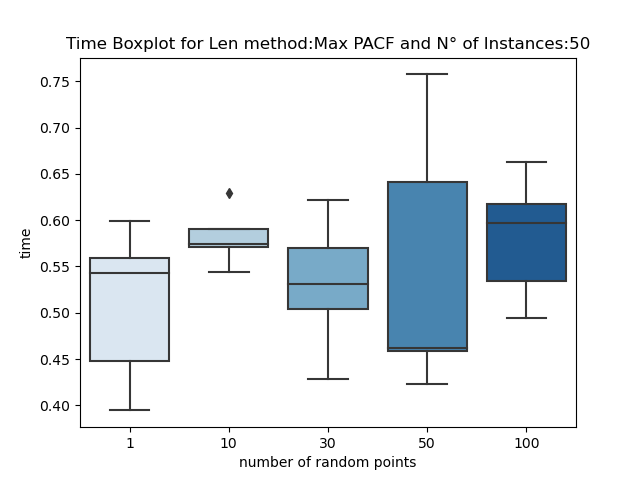 Time Boxplot for Len method:Max PACF and N° of Instances:50
0.75
0.70
0.65
0.60
0.55
0.50
0.45
0.40
time
1 10 30 50 100
number of random points